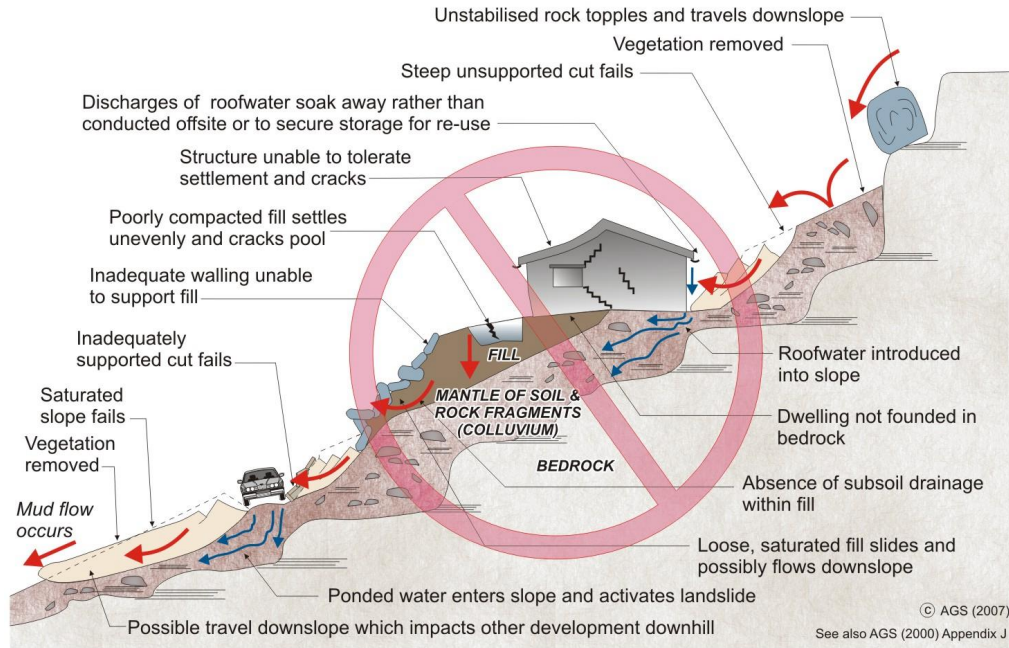 Unstabilised rock topples and travels downslope
Vegetation removed
Steep unsupported cut fails
Discharges of roofwater soak away rather than
conducted offsite or to secure storage for re-use
Structure unable to tolerate
settlement and cracks
Poorly compacted fill settles
unevenly and cracks pool
Inadequate walling unable
to support fill
Inadequately
supported cut fails
Saturated
slope fails
Vegetation
removed
Mud flow
occurs
FILL
MANTLE OF SOIL &
ROCK FRAGMENTS
(COLLUVIUM)
BEDROCK
Roofwater introduced
into slope
Dwelling not founded in
bedrock
Absence of subsoil drainage
within fill
Loose, saturated fill slides and
possibly flows downslope
Ponded water enters slope and activates landslide
Possible travel downslope which impacts other development downhill
© AGS (2007)
See also AGS (2000) Appendix J